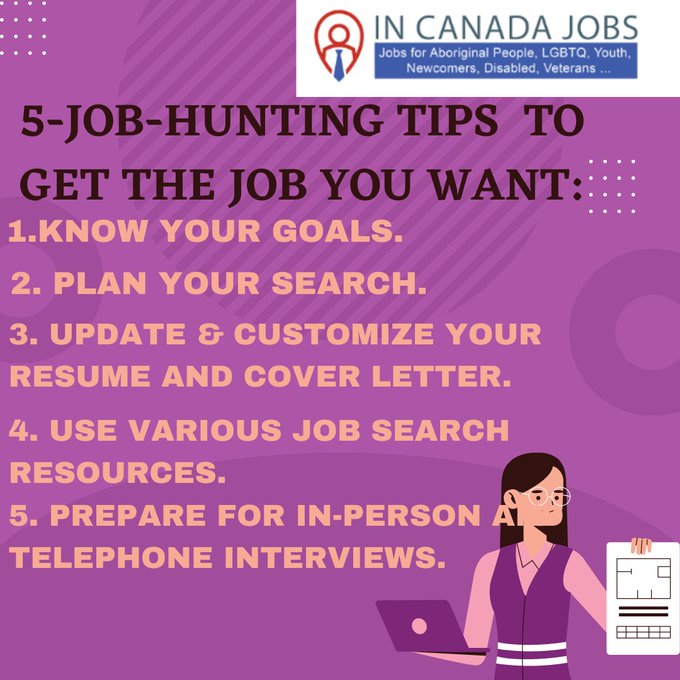 IN CANADA JOBS
Jobs for Aboriginal People, LGBTQ, Youth,
Newcomers, Disabled, Veterans ...
5-JOB-HUNTING TIPS TO
GET THE JOB YOU WANT:
1.KNOW YOUR GOALS.
2. PLAN YOUR SEARCH.
3. UPDATE & CUSTOMIZE YOUR
RESUME AND COVER LETTER.
4. USE VARIOUS JOB SEARCH
RESOURCES.
5. PREPARE FOR IN-PERSON
TELEPHONE INTERVIEWS.